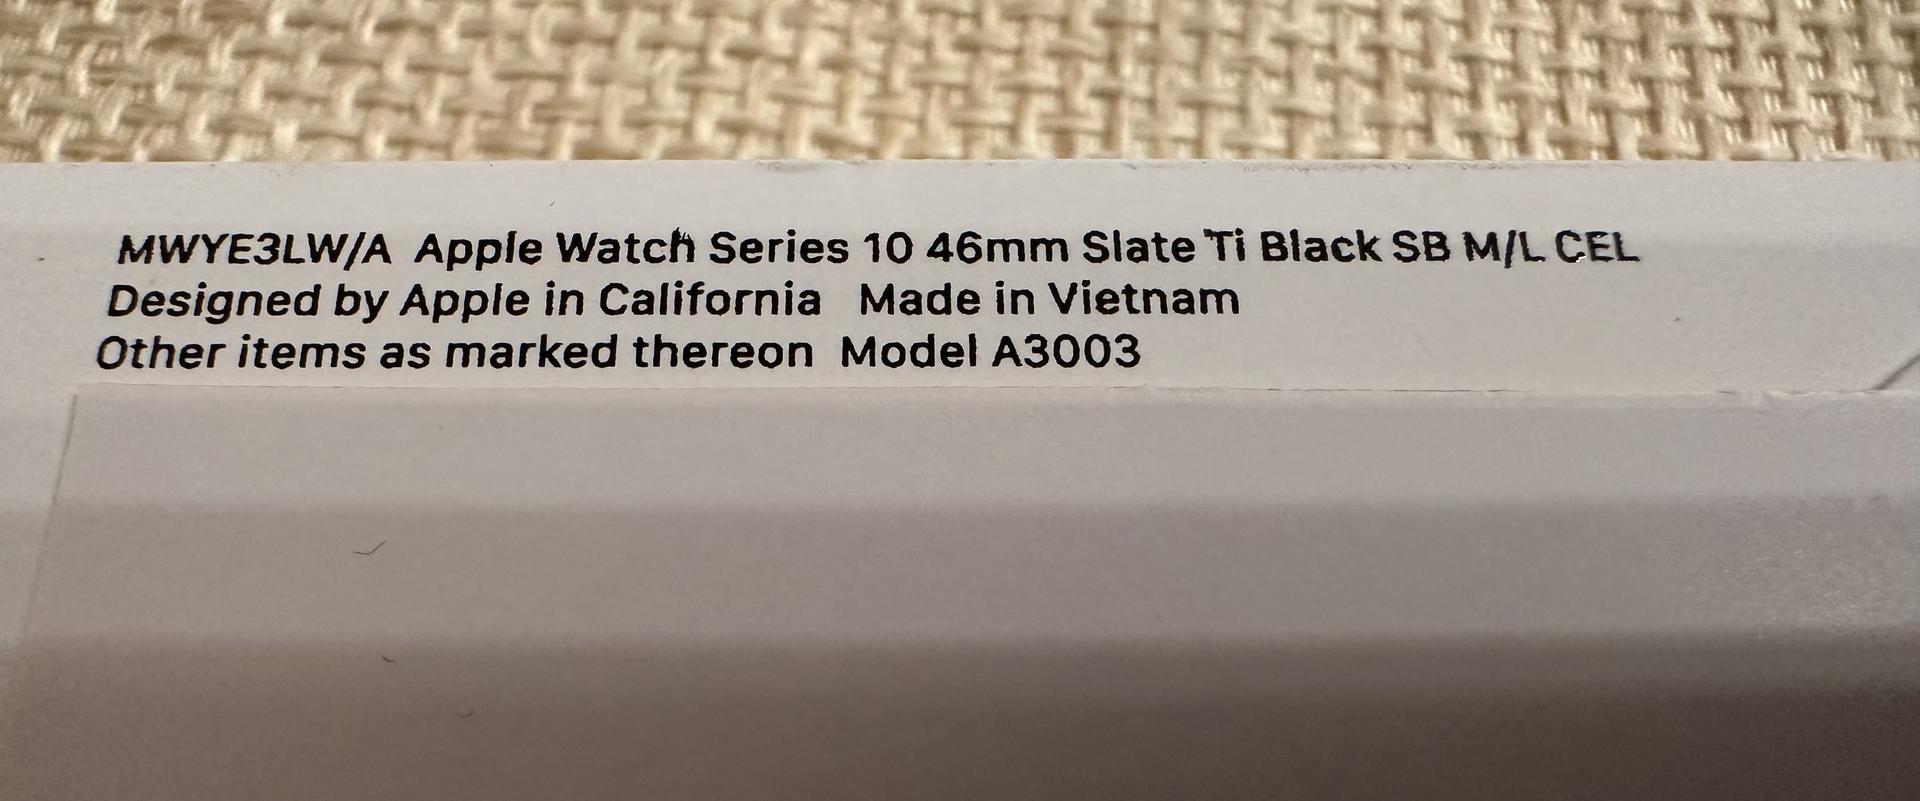 MWYE3LW/A Apple Watch Series 10 46mm Slate Ti Black SB M/L CEL
Designed by Apple in California Made in Vietnam
Other items as marked thereon Model A3003